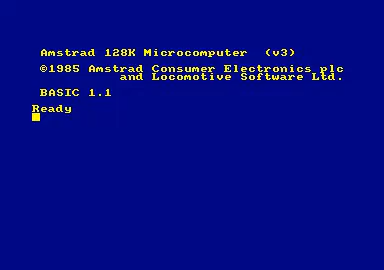 Amstrad 128K Microcomputer (v3)
©1985 Amstrad Consumer Electronics plc
and Locomotive Software Ltd.
BASIC 1.1
Ready